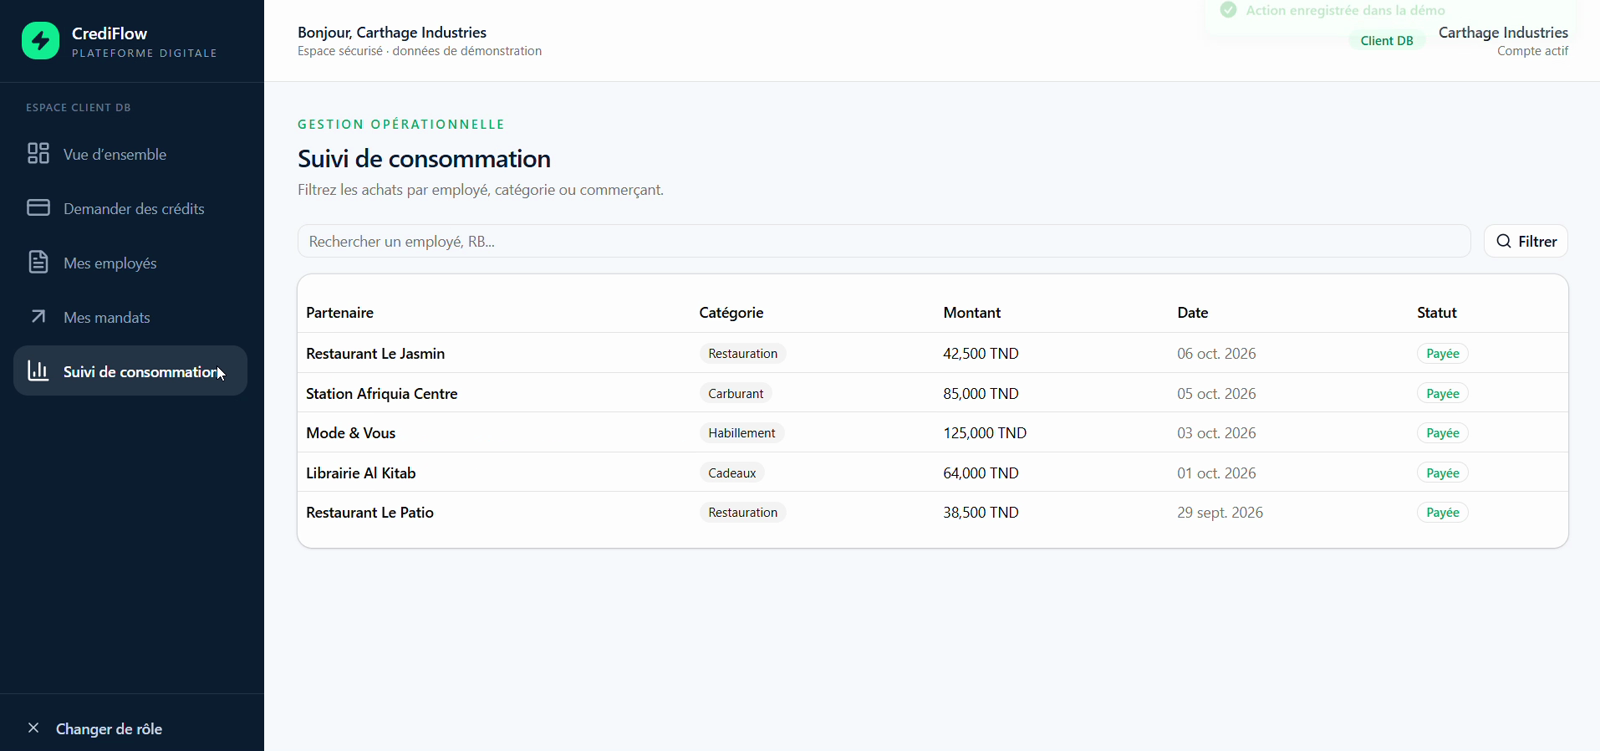 CrediFlow
PLATEFORME DIGITALE
ESPACE CLIENT DB
Vue d'ensemble
Demander des crédits
Mes employés
Mes mandats
Suivi de consommation
Changer de rôle
Bonjour, Carthage Industries
Espace sécurisé · données de démonstration
Action enregistrée dans la démo
Client DB
Carthage Industries
Compte actif
GESTION OPÉRATIONNELLE
Suivi de consommation
Filtrez les achats par employé, catégorie ou commerçant.
Rechercher un employé, RB...
Filtrer
Partenaire Catégorie Montant Date Statut
Restaurant Le Jasmin Restauration 42,500 TND 06 oct. 2026 Payée
Station Afriquia Centre Carburant 85,000 TND 05 oct. 2026 Payée
Mode & Vous Habillement 125,000 TND 03 oct. 2026 Payée
Librairie Al Kitab Cadeaux 64,000 TND 01 oct. 2026 Payée
Restaurant Le Patio Restauration 38,500 TND 29 sept. 2026 Payée